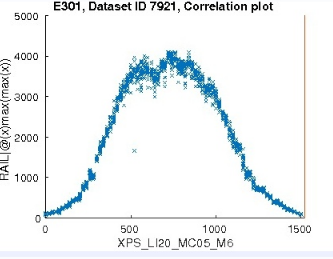 E301, Dataset ID 7921, Correlation plot
5000
4000
3000
2000
1000
0
0 500 1000 1500
RAIL|@(x)max(max(x))
XPS_LI20_MC05_M6